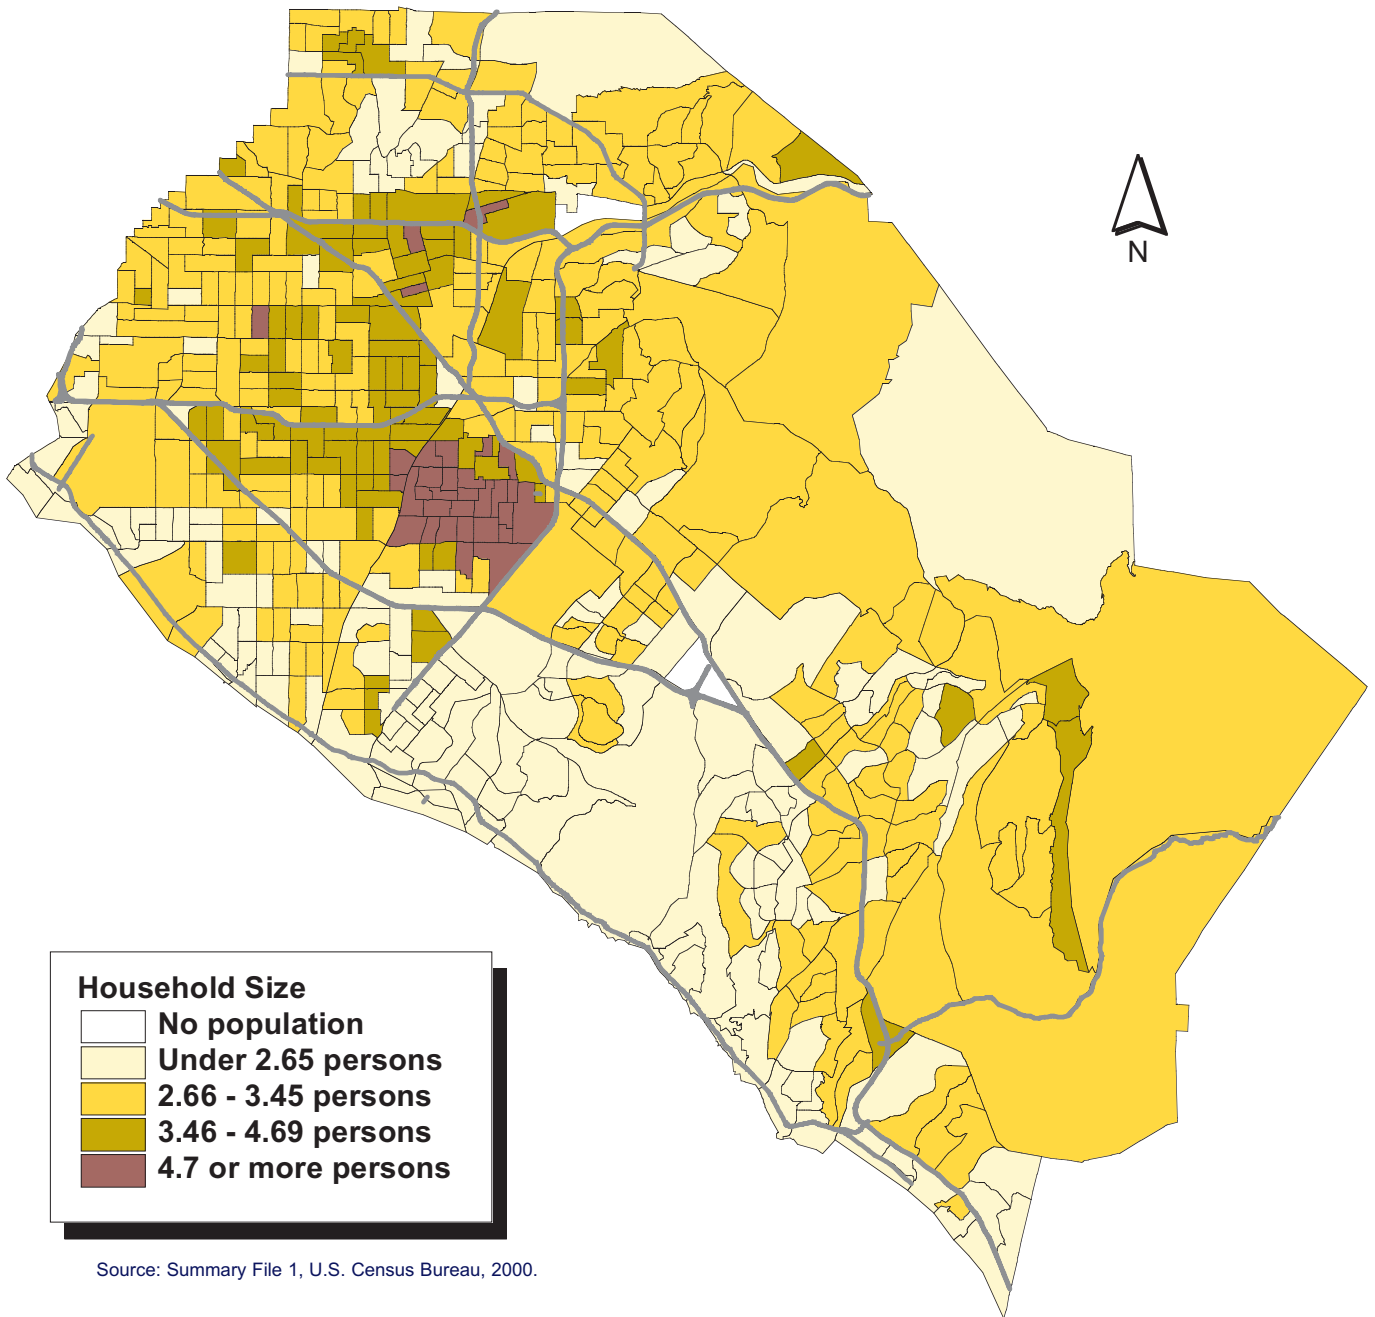 N
Household Size
No population
Under 2.65 persons
2.66 - 3.45 persons
3.46 - 4.69 persons
4.7 or more persons
Source: Summary File 1, U.S. Census Bureau, 2000.